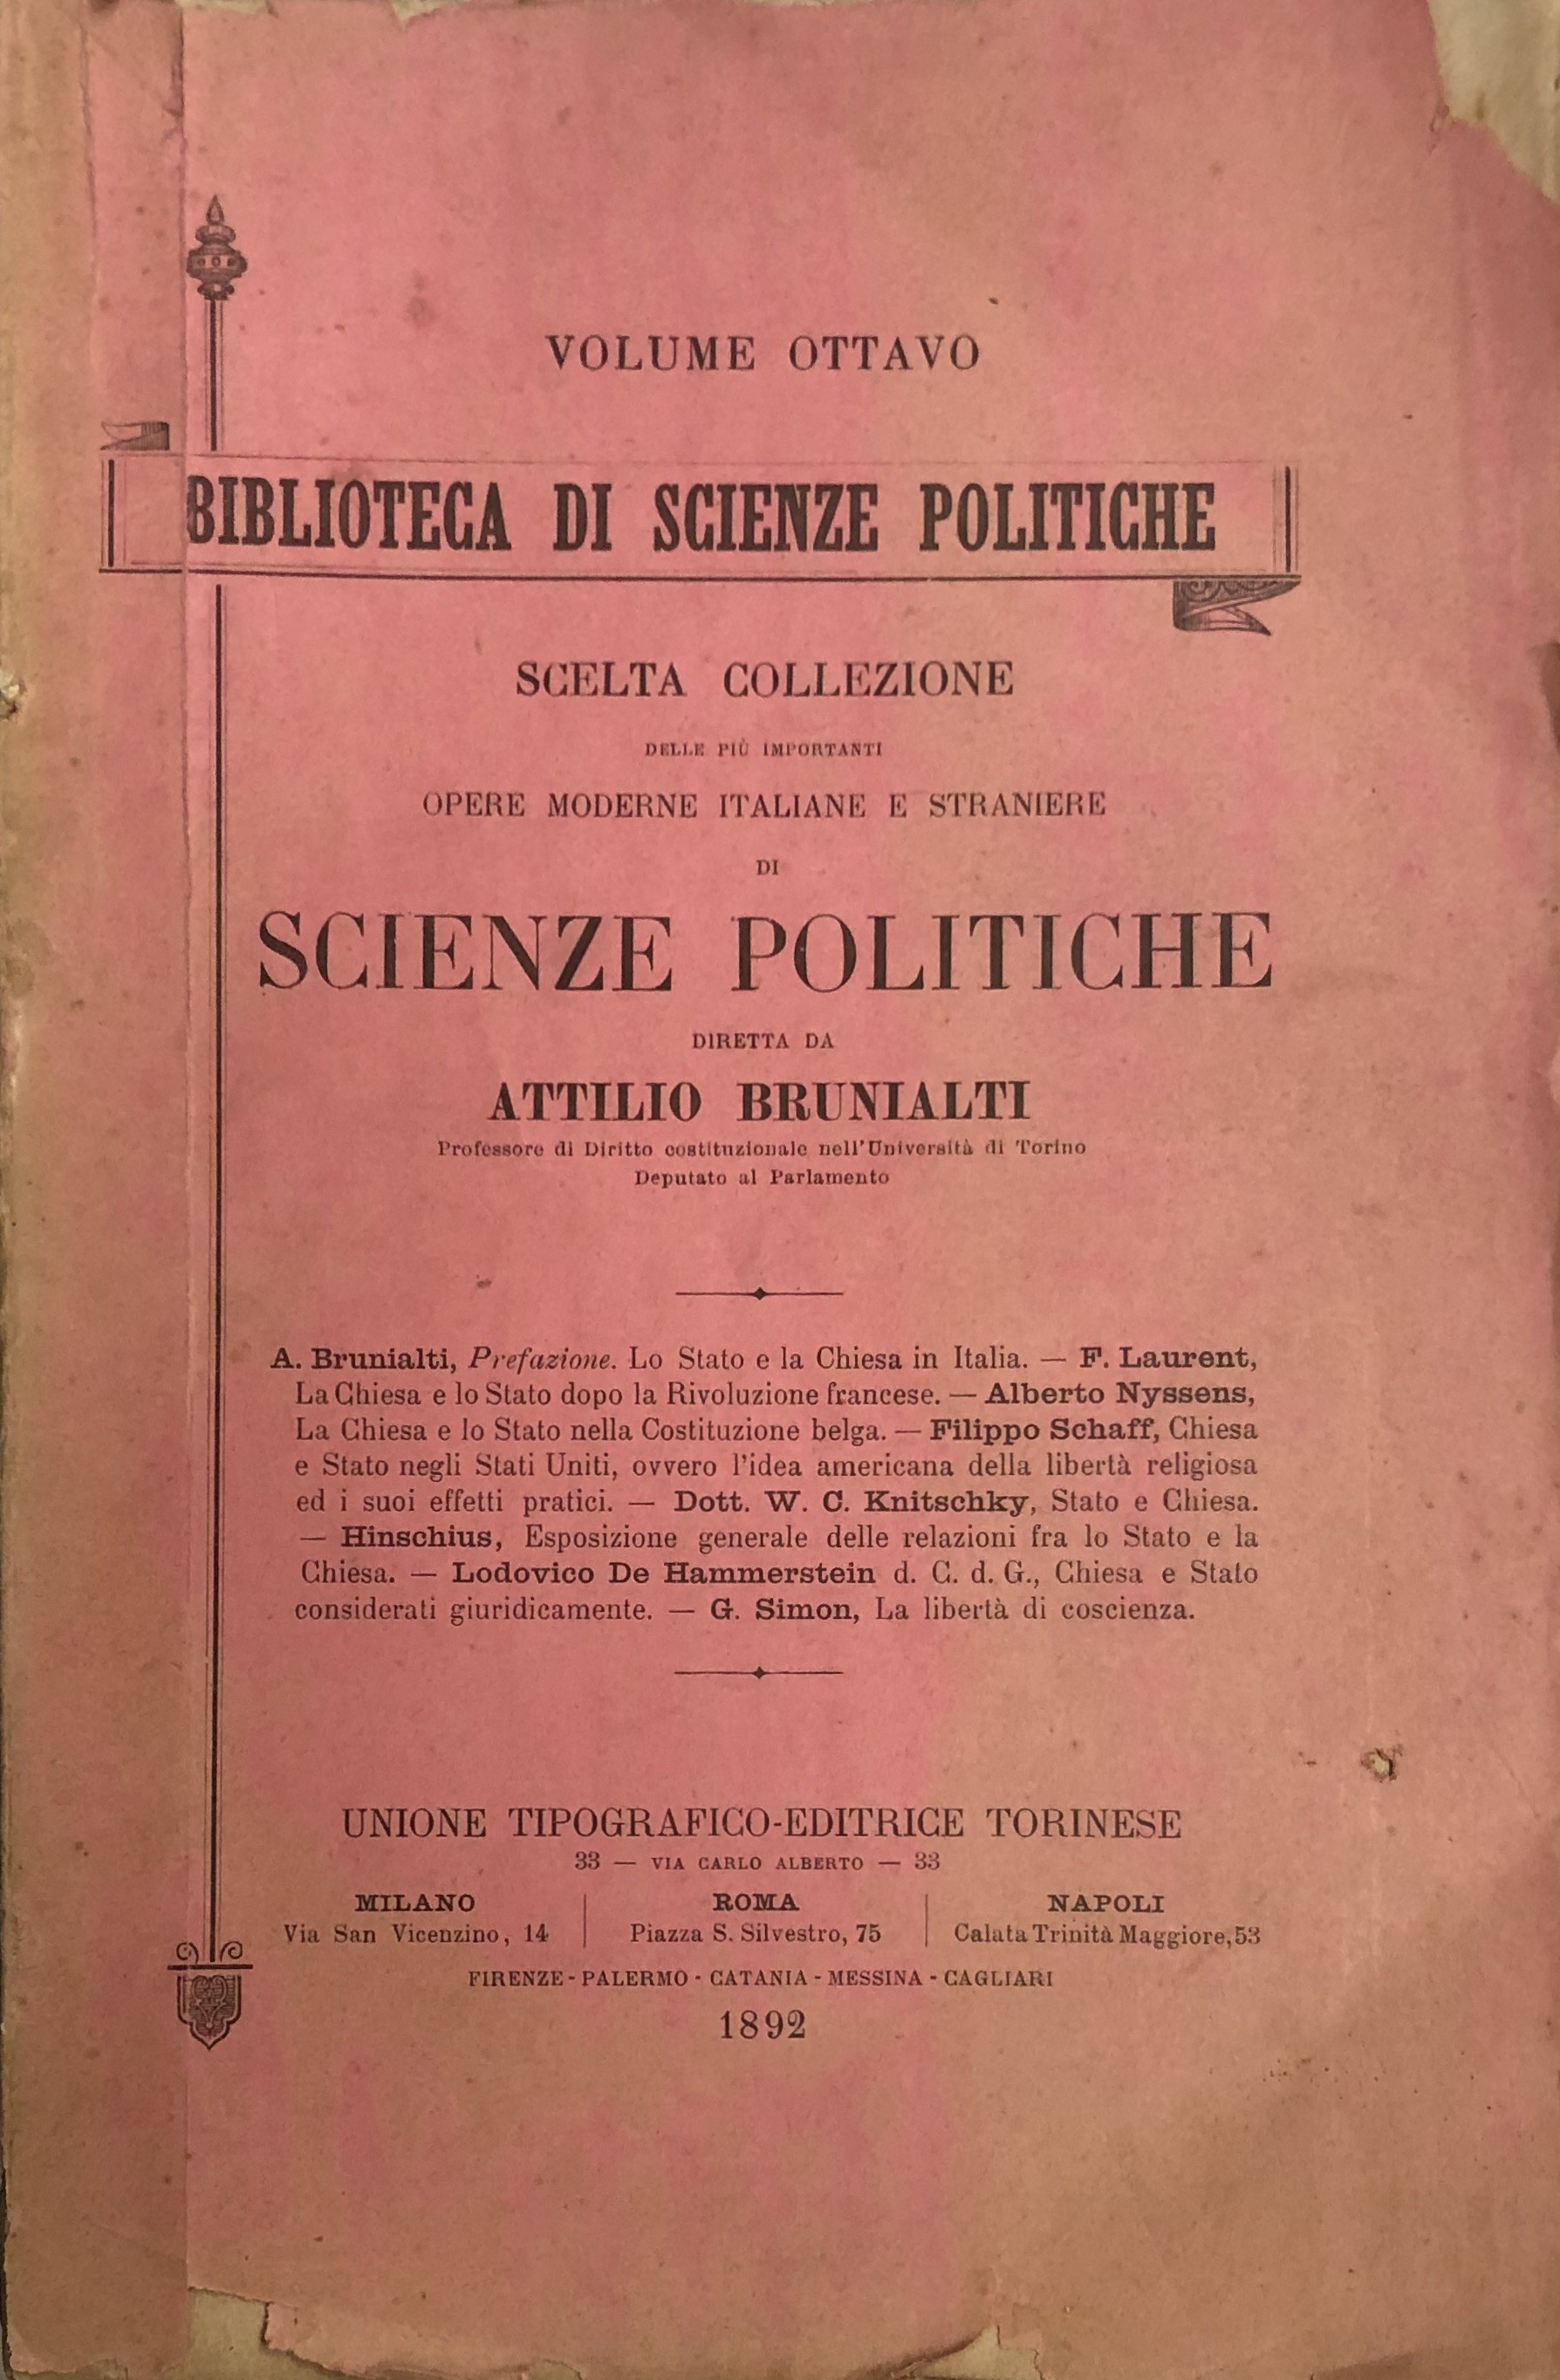 VOLUME OTTAVO
BIBLIOTECA DI SCIENZE POLITICHE
SCELTA COLLEZIONE
DELLE PIÙ IMPORTANTI
OPERE MODERNE ITALIANE E STRANIERE
DI
SCIENZE POLITICHE
DIRETTA DA
ATTILIO BRUNIALTI
Professore di Diritto costituzionale nell'Università di Torino
Deputato al Parlamento
A. Brunialti, Prefazione. Lo Stato e la Chiesa in Italia. — F. Laurent,
La Chiesa e lo Stato dopo la Rivoluzione francese. — Alberto Nyssens,
La Chiesa e lo Stato nella Costituzione belga. — Filippo Schaff, Chiesa
e Stato negli Stati Uniti, ovvero l'idea americana della libertà religiosa
ed i suoi effetti pratici. — Dott. W. C. Knitschky, Stato e Chiesa.
— Hinschius, Esposizione generale delle relazioni fra lo Stato e la
Chiesa. — Lodovico De Hammerstein d. C. d. G., Chiesa e Stato
considerati giuridicamente. — G. Simon, La libertà di coscienza.
UNIONE TIPOGRAFICO-EDITRICE TORINESE
33 — VIA CARLO ALBERTO — 33
MILANO ROMA NAPOLI
Via San Vicenzino, 14 Piazza S. Silvestro, 75 Calata Trinità Maggiore, 53
FIRENZE - PALERMO - CATANIA - MESSINA - CAGLIARI
1892